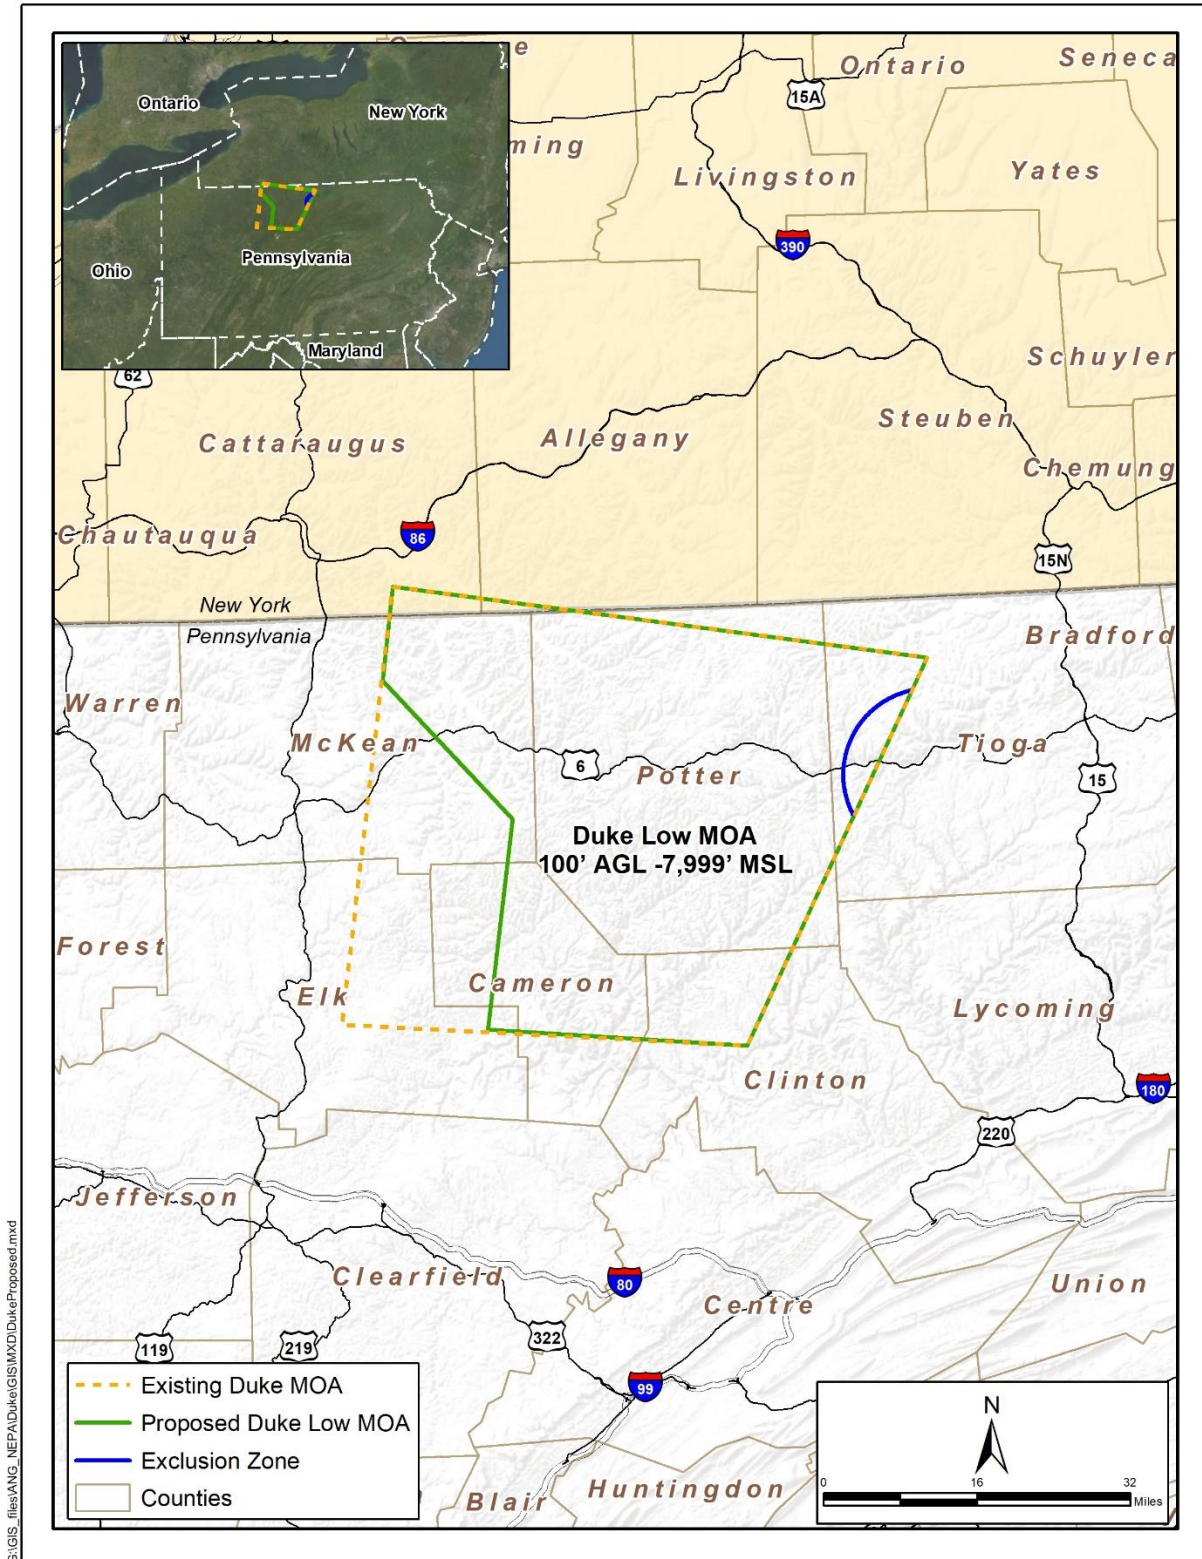 Ontario
New York
Pennsylvania
Ohio
Maryland
15A
Ontario
Seneca
ming
Livingston
Yates
390
62
Schuyler
Steuben
Cattaraugus
Allegany
Chemung
Chautauqua
86
15N
New York
Pennsylvania
Bradford
Warren
McKean
Tioga
6
Potter
15
Duke Low MOA
100' AGL -7,999' MSL
Forest
Elk
Cameron
Lycoming
Clinton
180
220
Jefferson
Clearfield
80
Centre
Union
119
219
322
99
Existing Duke MOA
Proposed Duke Low MOA
Exclusion Zone
Counties
Blair
Huntingdon
N
0 16 32
Miles
G:\GIS_files\ANG_NEPA\Duke\GIS\MXD\DukeProposed.mxd